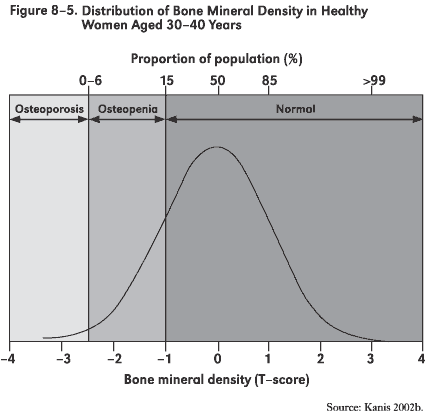 Figure 8–5. Distribution of Bone Mineral Density in Healthy
Women Aged 30–40 Years
Proportion of population (%)
0–6 15 50 85 >99
Osteoporosis Osteopenia Normal
–4 –3 –2 –1 0 1 2 3 4
Bone mineral density (T–score)
Source: Kanis 2002b.